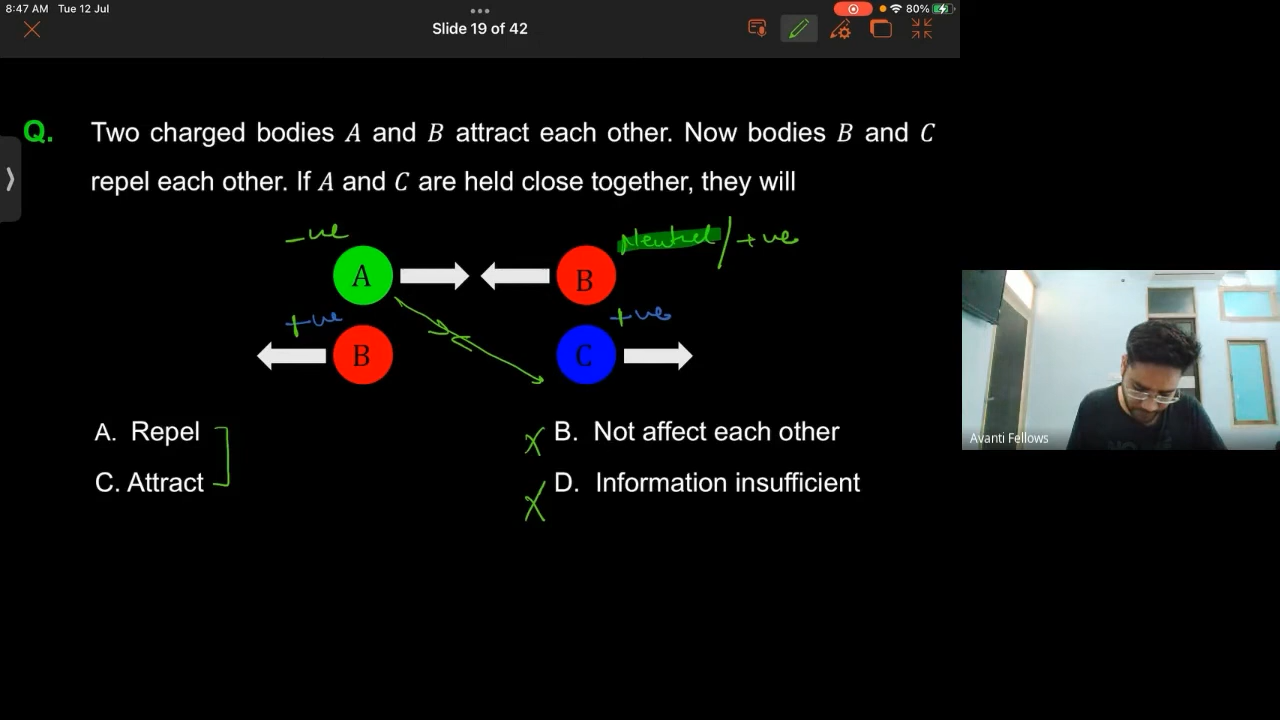 8:47 AM Tue 12 Jul
80%
Slide 19 of 42
Q. Two charged bodies A and B attract each other. Now bodies B and C
repel each other. If A and C are held close together, they will
-ve
Neutral / +ve
A
B
+ve
+ve
B
C
A. Repel
X B. Not affect each other
C. Attract
X D. Information insufficient
Avanti Fellows